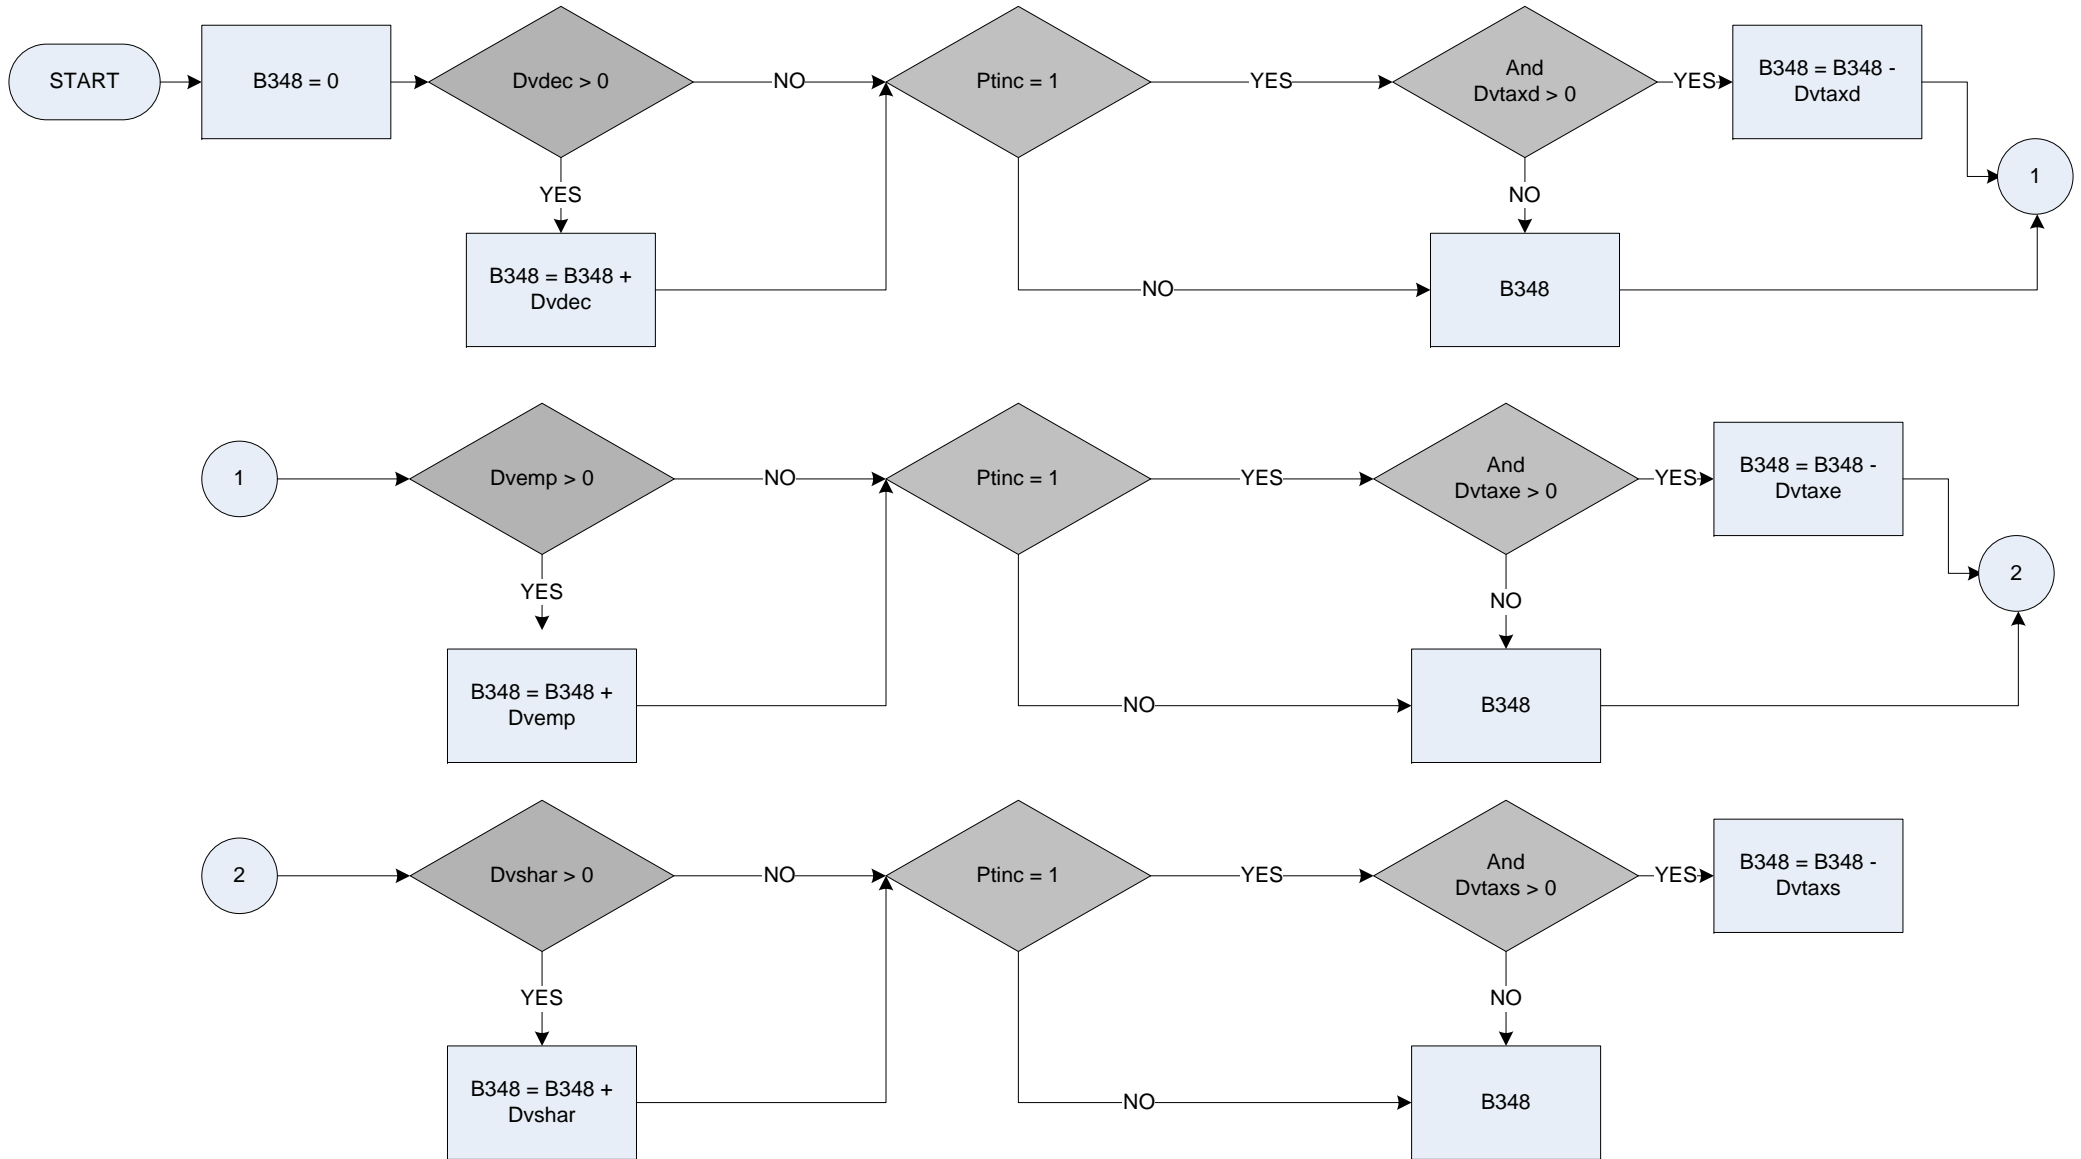 START
B348 = 0
Dvdec > 0
NO
Ptinc = 1
YES
And
Dvtaxd > 0
YES
B348 = B348 -
Dvtaxd
1
YES
NO
B348 = B348 +
Dvdec
NO
B348
1
Dvemp > 0
NO
Ptinc = 1
YES
And
Dvtaxe > 0
YES
B348 = B348 -
Dvtaxe
2
YES
NO
B348 = B348 +
Dvemp
NO
B348
2
Dvshar > 0
NO
Ptinc = 1
YES
And
Dvtaxs > 0
YES
B348 = B348 -
Dvtaxs
YES
NO
B348 = B348 +
Dvshar
NO
B348